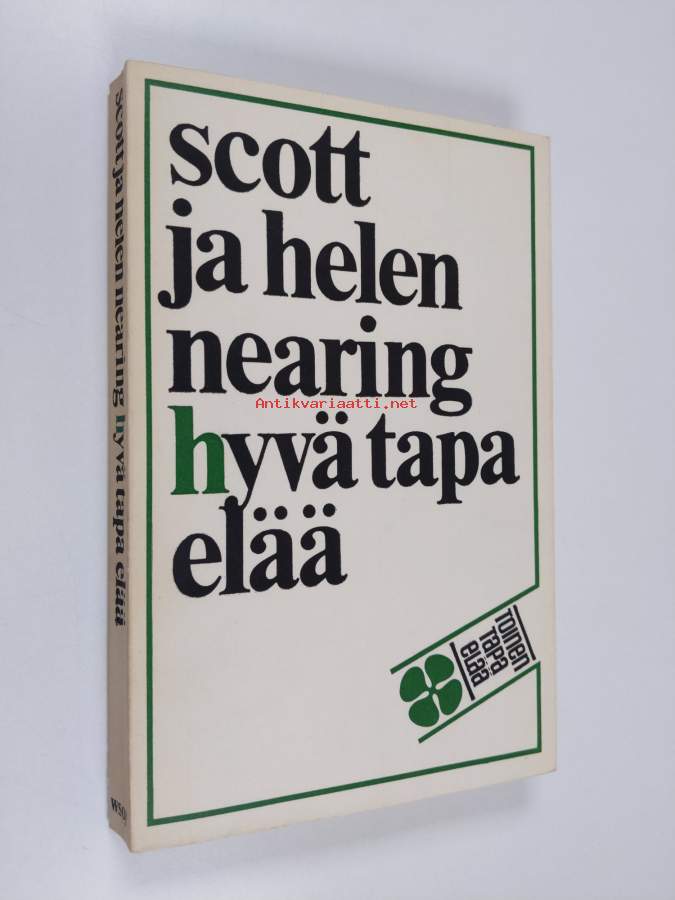 scott
ja helen
nearing
Antikvariaatti.net
hyvä tapa
elää
TOINEN
TAPA
ELÄÄ
scott ja helen nearing hyvä tapa elää